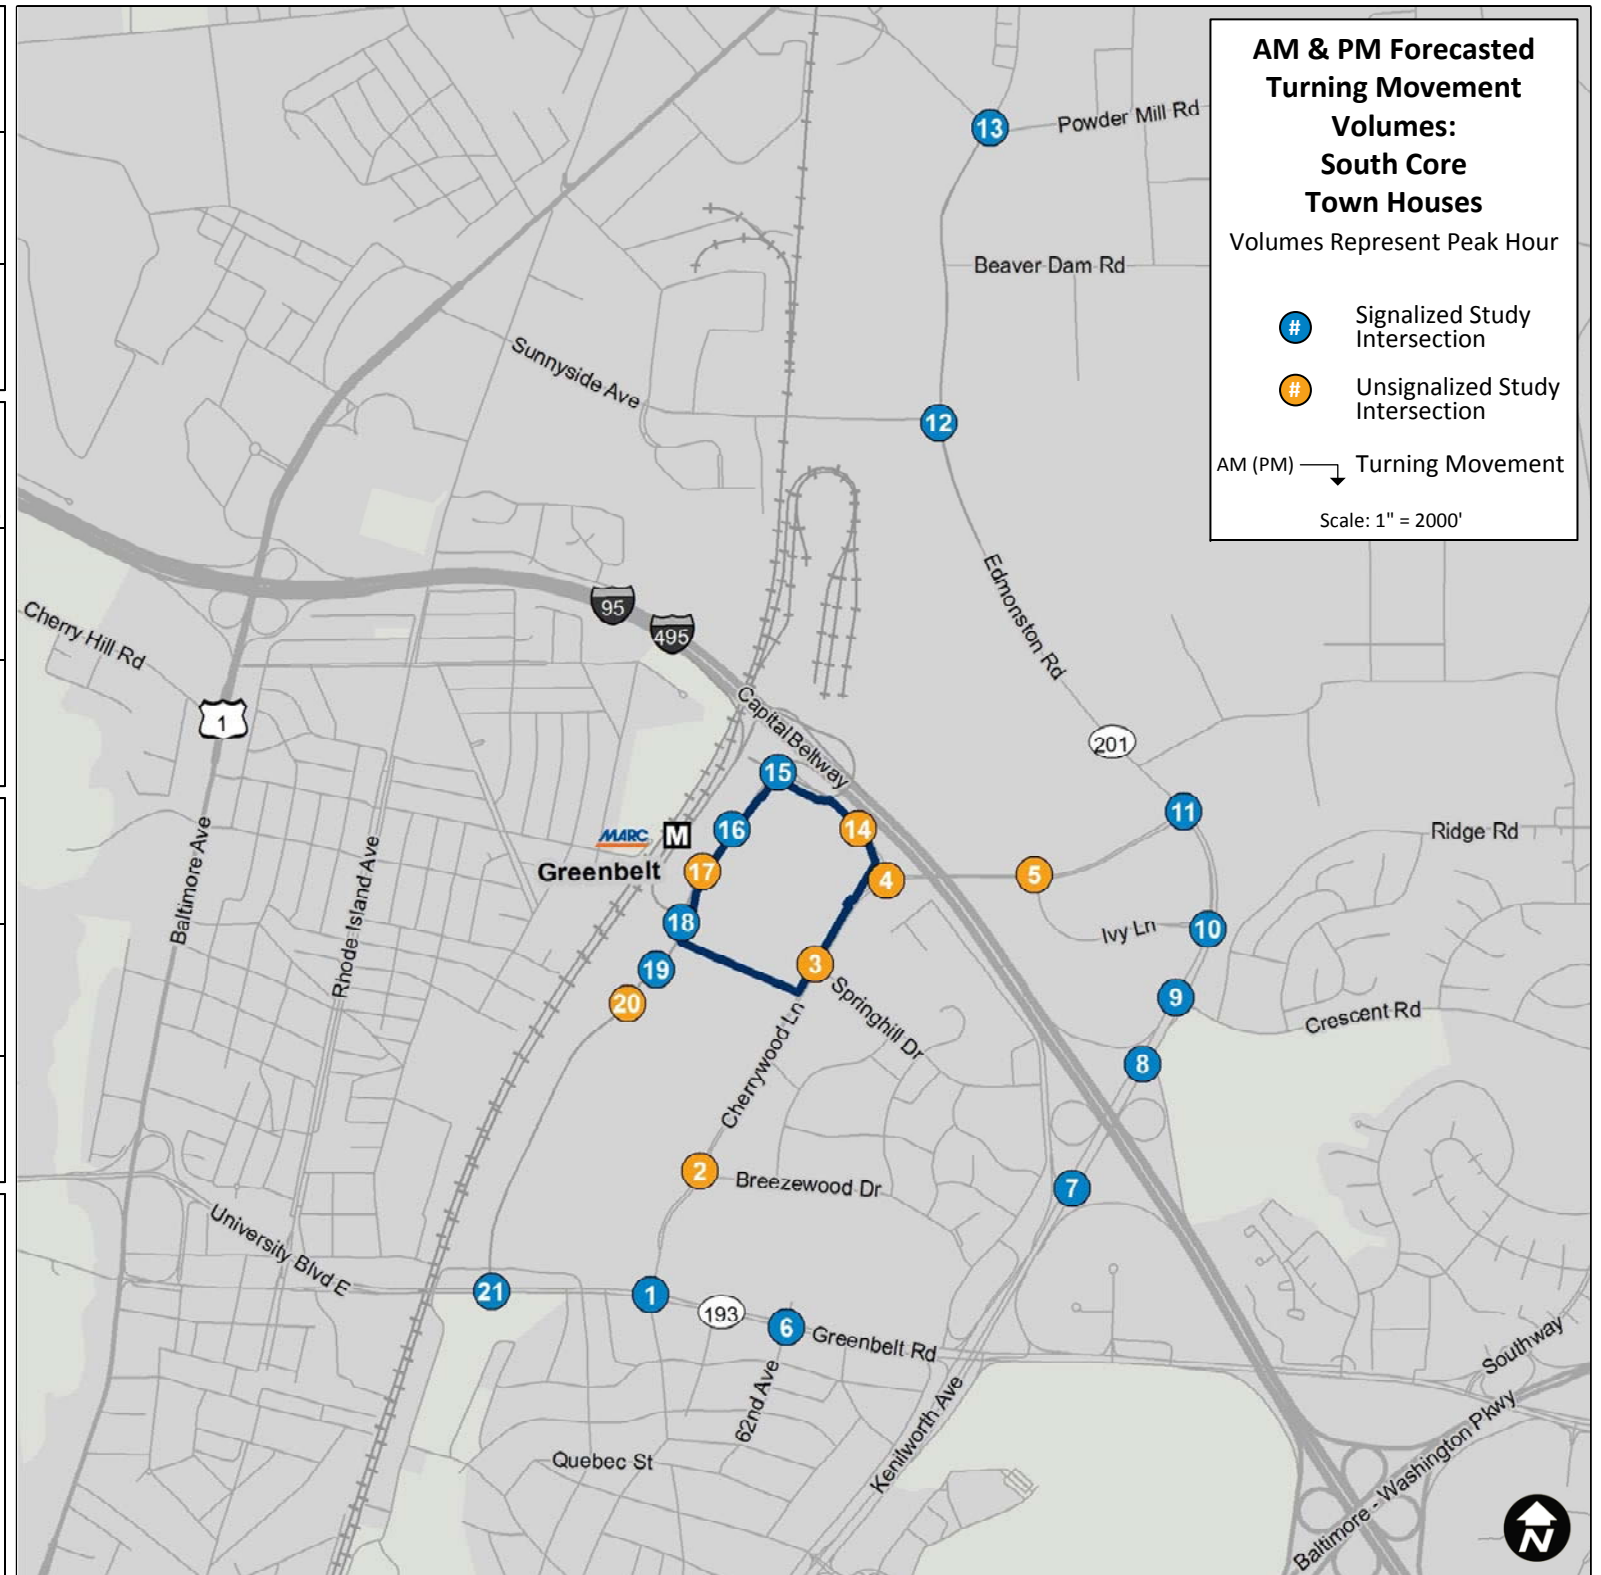 AM & PM Forecasted
Turning Movement
Volumes:
South Core
Town Houses
Volumes Represent Peak Hour
# Signalized Study
Intersection
# Unsignalized Study
Intersection
AM (PM) Turning Movement
Scale: 1" = 2000'
13
Powder Mill Rd
Beaver Dam Rd
Sunnyside Ave
12
Edmonston Rd
95
495
Cherry Hill Rd
1
Capital Beltway
201
15
11
16
14
Ridge Rd
MARC
M
Greenbelt
17
4
5
Baltimore Ave
Rhode Island Ave
18
Ivy Ln
10
19
3
20
Springhill Dr
9
Crescent Rd
Cherrywood Ln
8
2
Breezewood Dr
7
University Blvd E
21
1
193
6
Greenbelt Rd
62nd Ave
Southway
Kenilworth Ave
Quebec St
Baltimore - Washington Pkwy
N